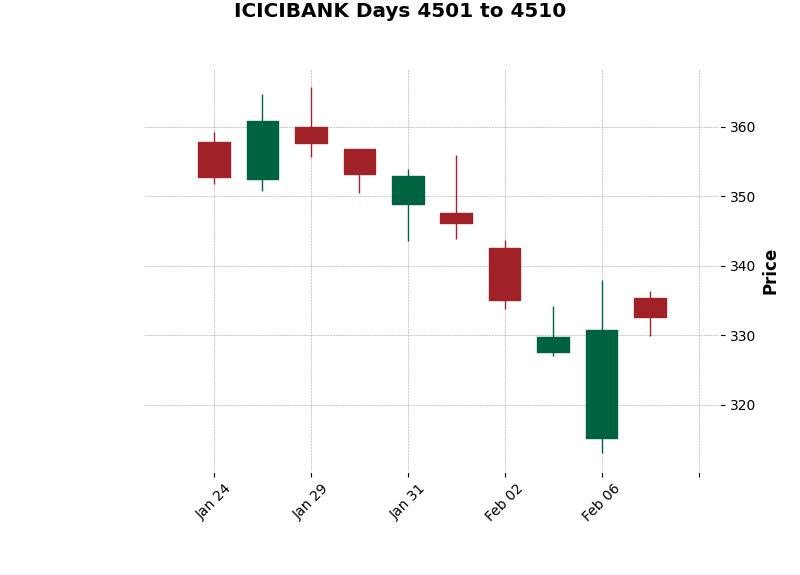 ICICIBANK Days 4501 to 4510
360
350
340
330
320
Price
Jan 24
Jan 29
Jan 31
Feb 02
Feb 06